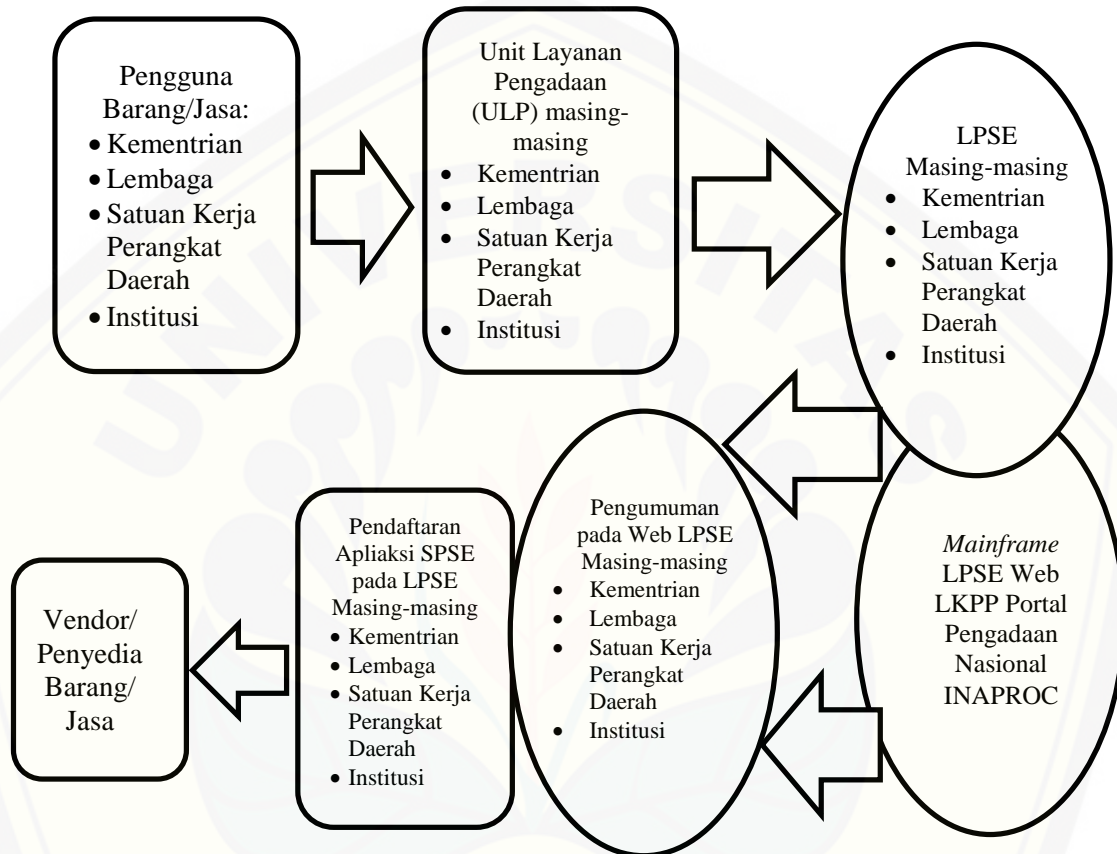 Pengguna
Barang/Jasa:
• Kementrian
• Lembaga
• Satuan Kerja
Perangkat
Daerah
• Institusi
Unit Layanan
Pengadaan
(ULP) masing-
masing
• Kementrian
• Lembaga
• Satuan Kerja
Perangkat
Daerah
• Institusi
LPSE
Masing-masing
• Kementrian
• Lembaga
• Satuan Kerja
Perangkat
Daerah
• Institusi
Mainframe
LPSE Web
LKPP Portal
Pengadaan
Nasional
INAPROC
Pengumuman
pada Web LPSE
Masing-masing
• Kementrian
• Lembaga
• Satuan Kerja
Perangkat
Daerah
• Institusi
Pendaftaran
Apliaksi SPSE
pada LPSE
Masing-masing
• Kementrian
• Lembaga
• Satuan Kerja
Perangkat
Daerah
• Institusi
Vendor/
Penyedia
Barang/
Jasa
UNIVERSITAS